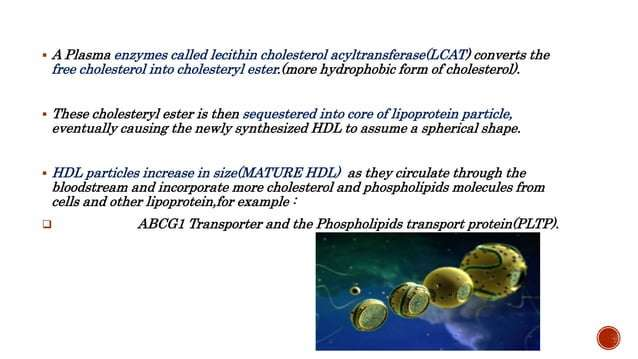 A Plasma enzymes called lecithin cholesterol acyltransferase(LCAT) converts the
free cholesterol into cholesteryl ester.(more hydrophobic form of cholesterol).
These cholesteryl ester is then sequestered into core of lipoprotein particle,
eventually causing the newly synthesized HDL to assume a spherical shape.
HDL particles increase in size(MATURE HDL) as they circulate through the
bloodstream and incorporate more cholesterol and phospholipids molecules from
cells and other lipoprotein,for example :
ABCG1 Transporter and the Phospholipids transport protein(PLTP).